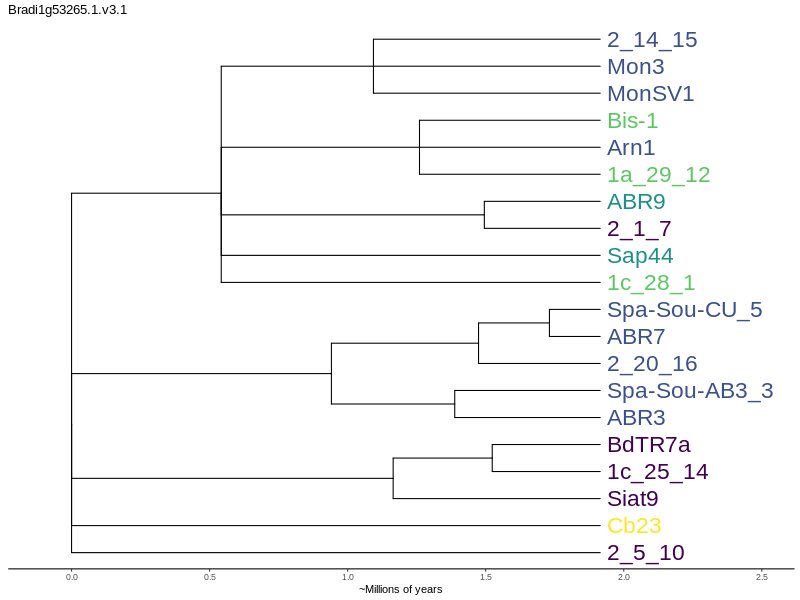 Bradi1g53265.1.v3.1
2_14_15
Mon3
MonSV1
Bis-1
Arn1
1a_29_12
ABR9
2_1_7
Sap44
1c_28_1
Spa-Sou-CU_5
ABR7
2_20_16
Spa-Sou-AB3_3
ABR3
BdTR7a
1c_25_14
Siat9
Cb23
2_5_10
0.0 0.5 1.0 1.5 2.0 2.5
~Millions of years